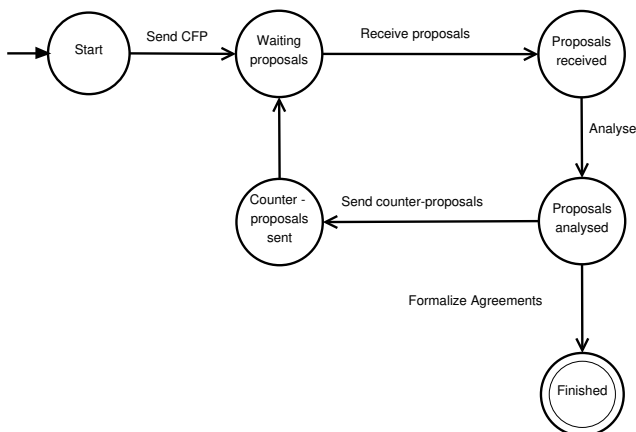 Start
Send CFP
Waiting
proposals
Receive proposals
Proposals
received
Analyse
Counter -
proposals
sent
Send counter-proposals
Proposals
analysed
Formalize Agreements
Finished